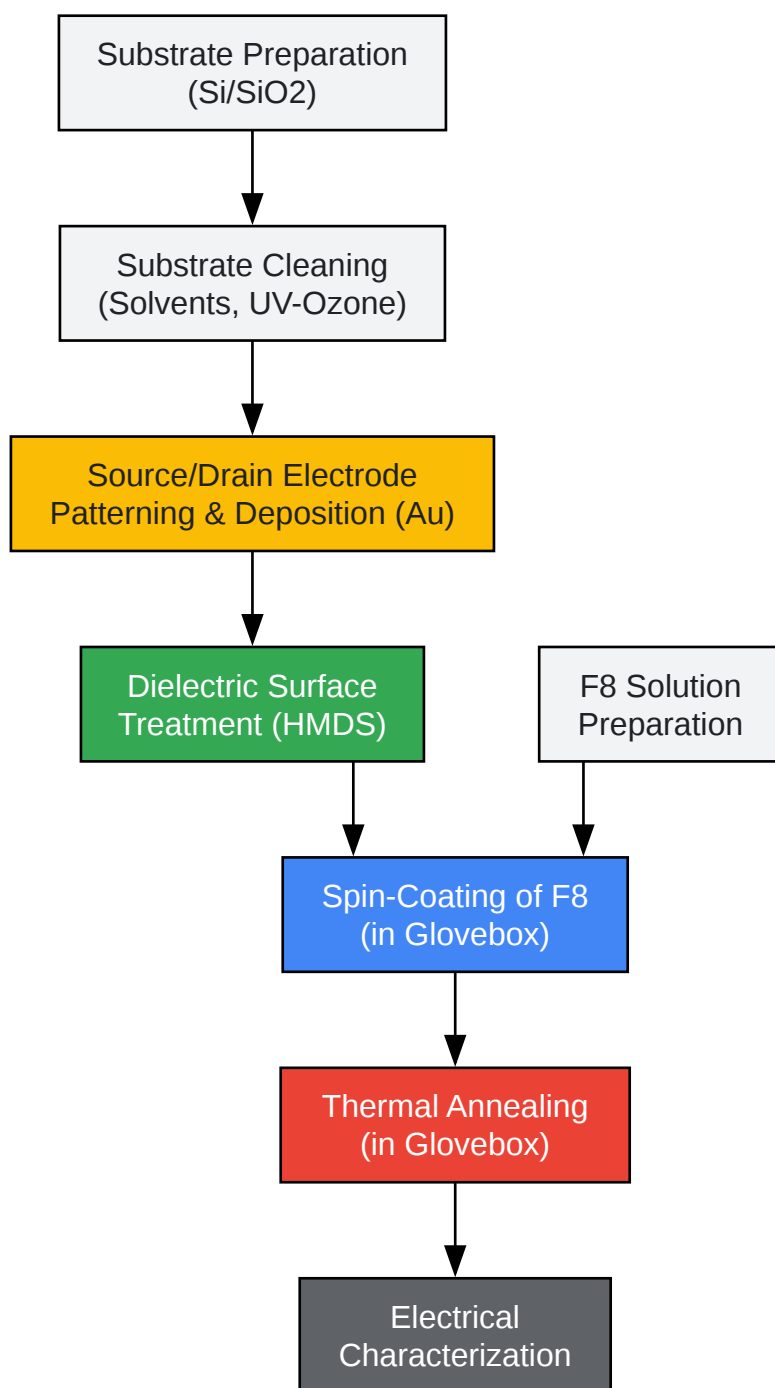 Substrate Preparation
(Si/SiO2)
Substrate Cleaning
(Solvents, UV-Ozone)
Source/Drain Electrode
Patterning & Deposition (Au)
Dielectric Surface
Treatment (HMDS)
F8 Solution
Preparation
Spin-Coating of F8
(in Glovebox)
Thermal Annealing
(in Glovebox)
Electrical
Characterization